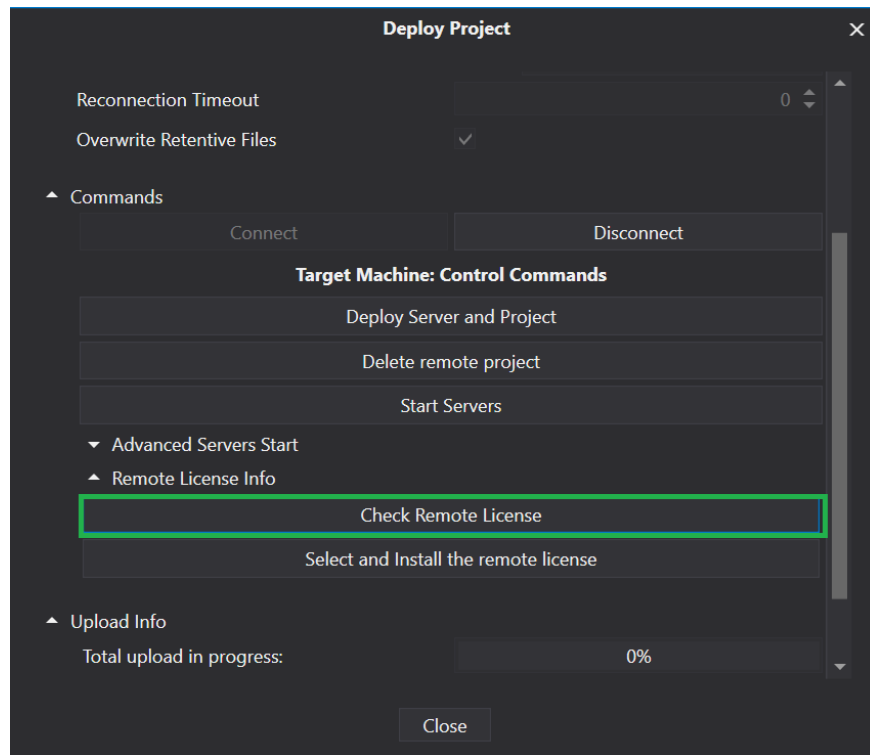 Deploy Project
Reconnection Timeout 0
Overwrite Retentive Files
Commands
Connect Disconnect
Target Machine: Control Commands
Deploy Server and Project
Delete remote project
Start Servers
Advanced Servers Start
Remote License Info
Check Remote License
Select and Install the remote license
Upload Info
Total upload in progress: 0%
Close